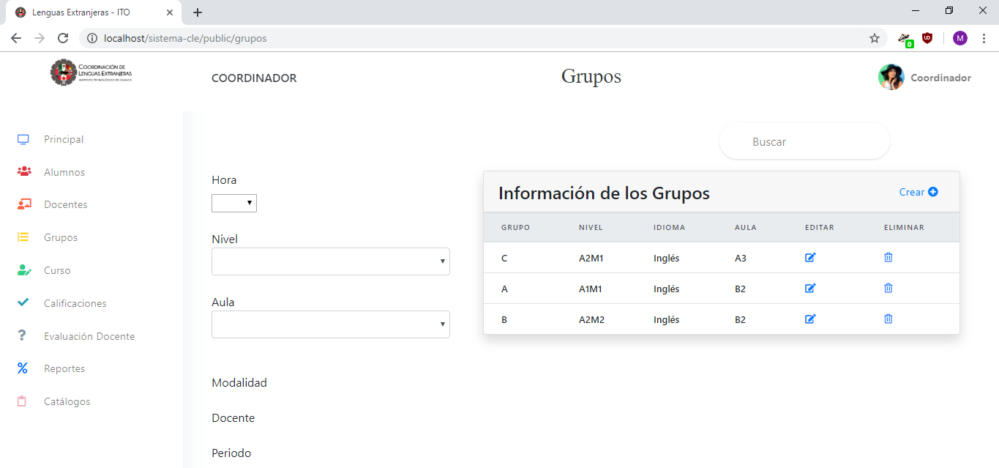 Lenguas Extranjeras - ITO
localhost/sistema-cle/public/grupos
0
UD
M
COORDINACIÓN DE
LENGUAS EXTRANJERAS
INSTITUTO TECNOLÓGICO DE OAXACA
COORDINADOR
Grupos
Coordinador
Principal
Alumnos
Docentes
Grupos
Curso
Calificaciones
Evaluación Docente
Reportes
Catálogos
Buscar
Hora
Nivel
Aula
Modalidad
Docente
Periodo
Información de los Grupos
Crear
GRUPO NIVEL IDIOMA AULA EDITAR ELIMINAR
C A2M1 Inglés A3
A A1M1 Inglés B2
B A2M2 Inglés B2